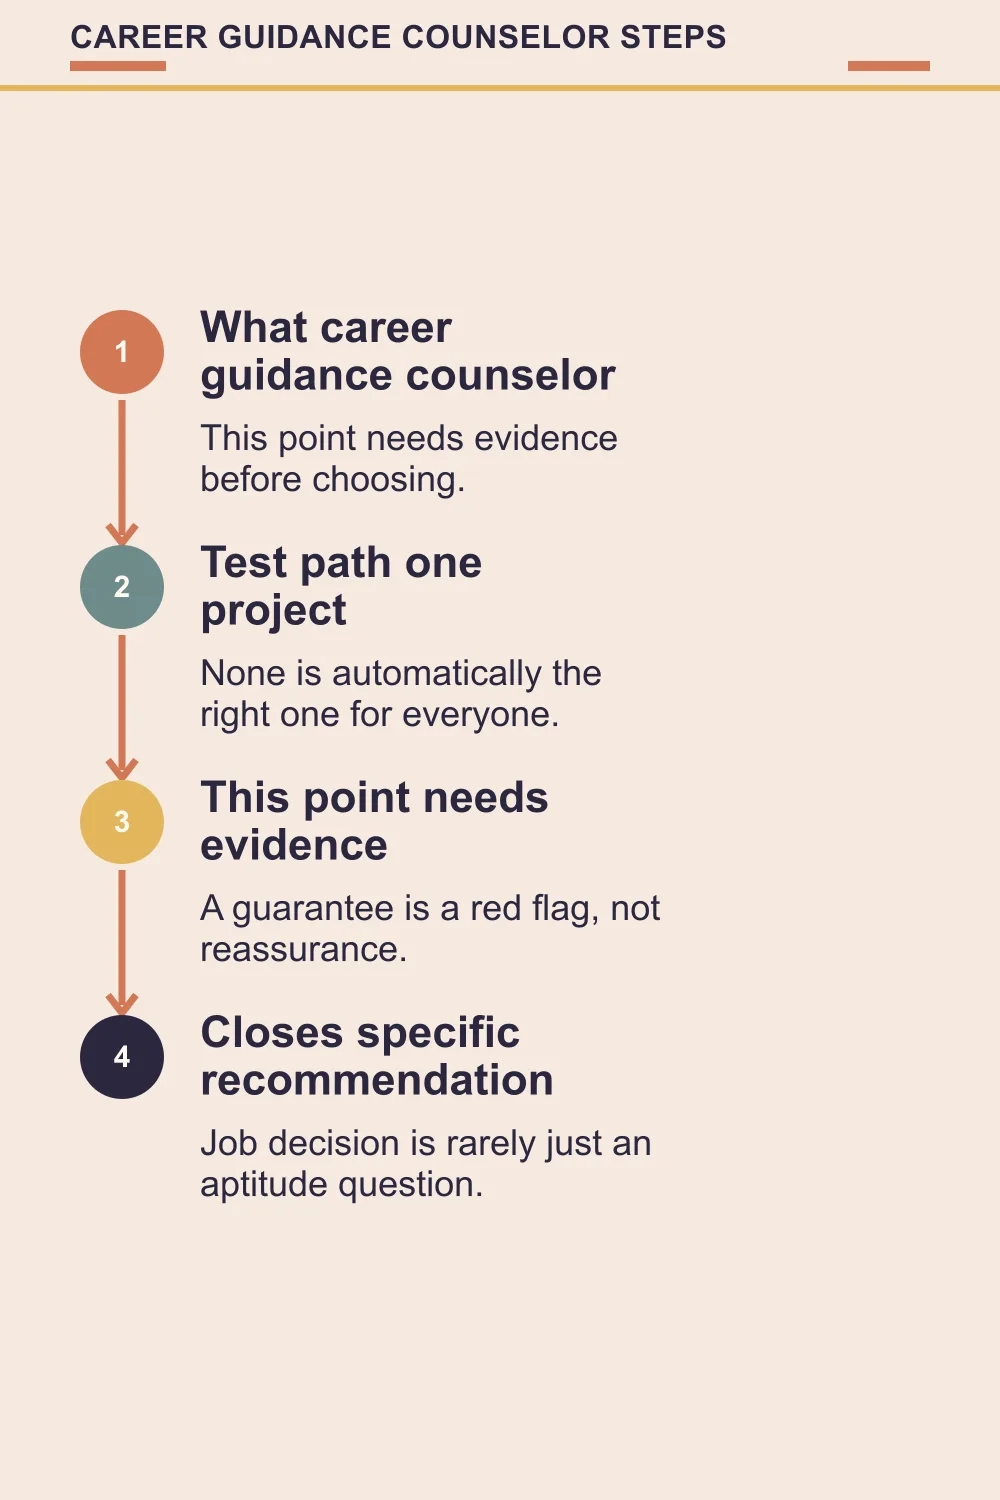 CAREER GUIDANCE COUNSELOR STEPS
1
What career
guidance counselor
This point needs evidence
before choosing.
2
Test path one
project
None is automatically the
right one for everyone.
3
This point needs
evidence
A guarantee is a red flag, not
reassurance.
4
Closes specific
recommendation
Job decision is rarely just an
aptitude question.